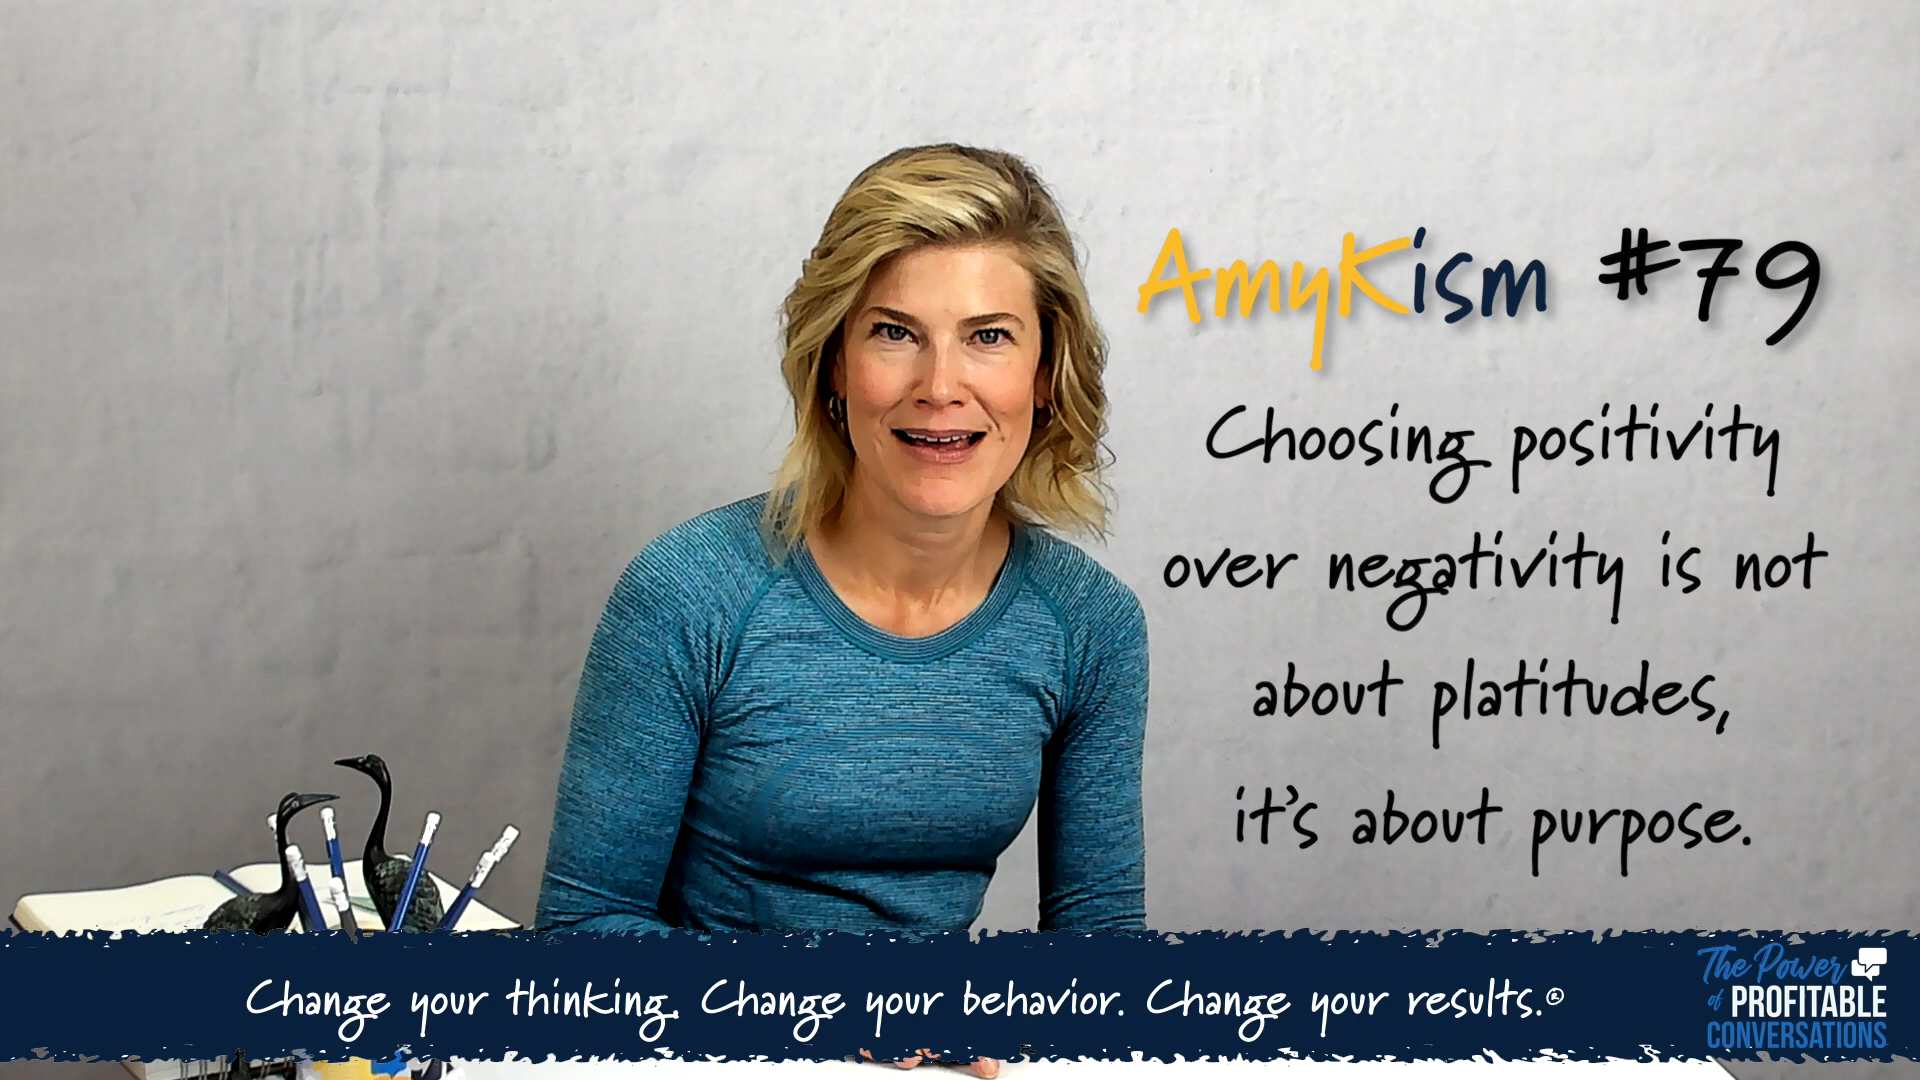 AmyKism #79
Choosing positivity
over negativity is not
about platitudes,
it's about purpose.
Change your thinking. Change your behavior. Change your results.®
The Power
of PROFITABLE
CONVERSATIONS